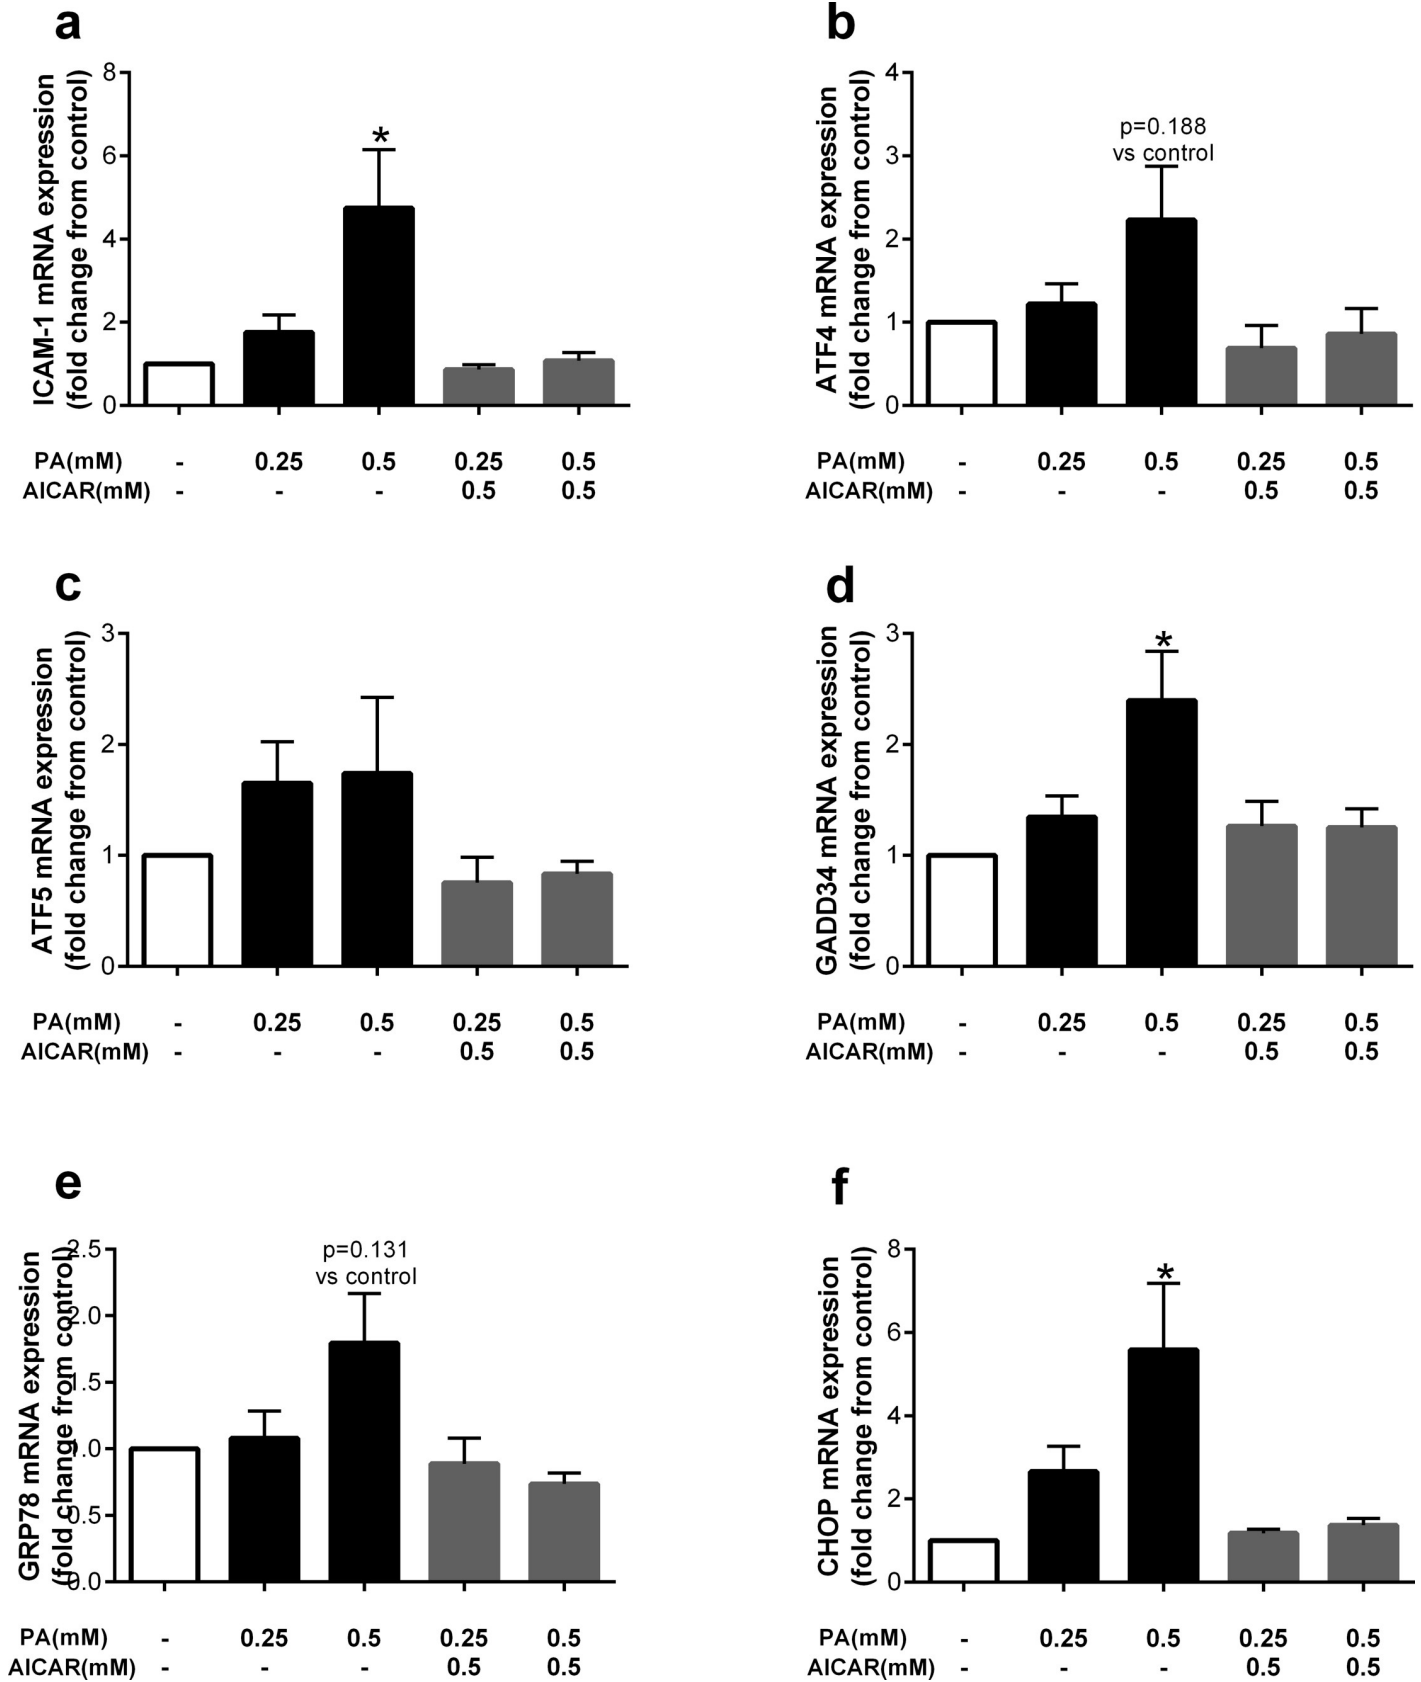 a
ICAM-1 mRNA expression
(fold change from control)
8
6
4
2
0
*
PA(mM) - 0.25 0.5 0.25 0.5
AICAR(mM) - - - 0.5 0.5
b
ATF4 mRNA expression
(fold change from control)
4
3
2
1
0
p=0.188
vs control
PA(mM) - 0.25 0.5 0.25 0.5
AICAR(mM) - - - 0.5 0.5
c
ATF5 mRNA expression
(fold change from control)
3
2
1
0
PA(mM) - 0.25 0.5 0.25 0.5
AICAR(mM) - - - 0.5 0.5
d
GADD34 mRNA expression
(fold change from control)
3
2
1
0
*
PA(mM) - 0.25 0.5 0.25 0.5
AICAR(mM) - - - 0.5 0.5
e
GRP78 mRNA expression
(fold change from control)
2.5
2.0
1.5
1.0
0.5
0.0
p=0.131
vs control
PA(mM) - 0.25 0.5 0.25 0.5
AICAR(mM) - - - 0.5 0.5
f
CHOP mRNA expression
(fold change from control)
8
6
4
2
0
*
PA(mM) - 0.25 0.5 0.25 0.5
AICAR(mM) - - - 0.5 0.5